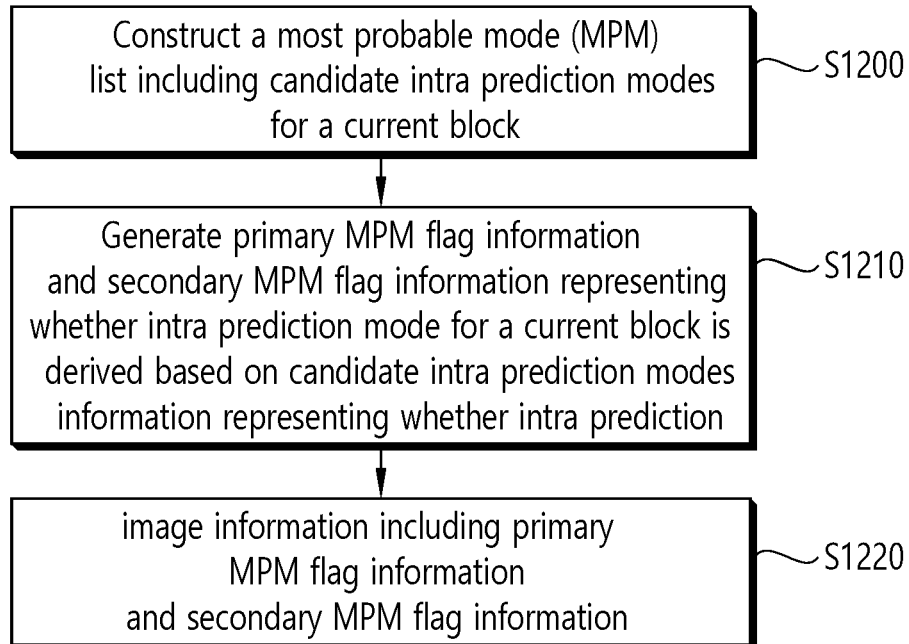 Construct a most probable mode (MPM)
list including candidate intra prediction modes
for a current block
S1200
Generate primary MPM flag information
and secondary MPM flag information representing
whether intra prediction mode for a current block is
derived based on candidate intra prediction modes
information representing whether intra prediction
S1210
image information including primary
MPM flag information
and secondary MPM flag information
S1220